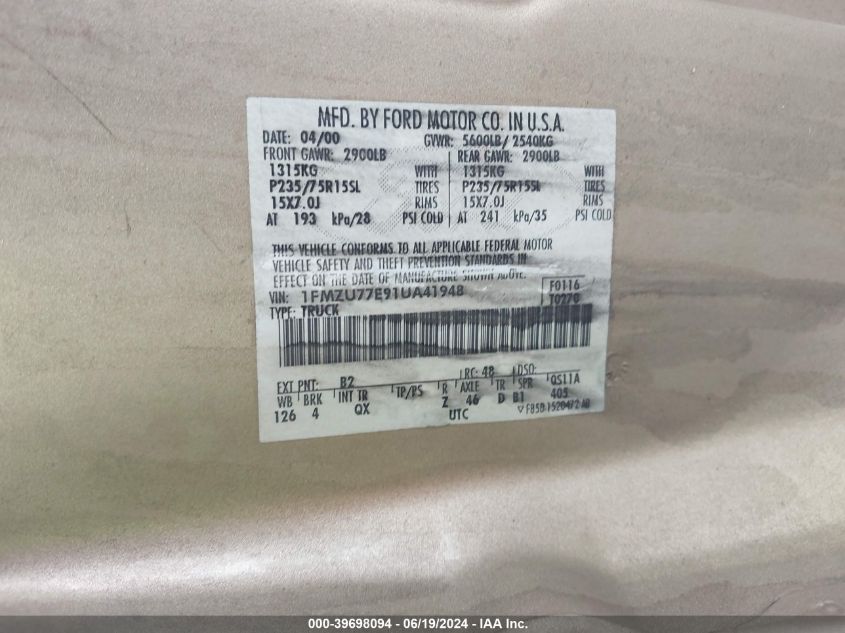 MFD. BY FORD MOTOR CO. IN U.S.A.
DATE: 04/00 GVWR: 5600LB/ 2540KG
FRONT GAWR: 2900LB REAR GAWR: 2900LB
1315KG WITH 1315KG WITH
P235/75R15SL TIRES P235/75R15SL TIRES
15X7.0J RIMS 15X7.0J RIMS
AT 193 kPa/28 PSI COLD AT 241 kPa/35 PSI COLD
THIS VEHICLE CONFORMS TO ALL APPLICABLE FEDERAL MOTOR
VEHICLE SAFETY AND THEFT PREVENTION STANDARDS IN
EFFECT ON THE DATE OF MANUFACTURE SHOWN ABOVE.
VIN: 1FMZU77E91UA41948 F0116
TYPE: TRUCK T0270
EXT PNT: B2 RC: 48 DSO:
WB BRK INT TR TP/PS R AXLE TR SPR QS11A
126 4 QX Z 46 D B1 405
UTC ▽ F85B 1520472 AB
000-39698094 - 06/19/2024 - IAA Inc.